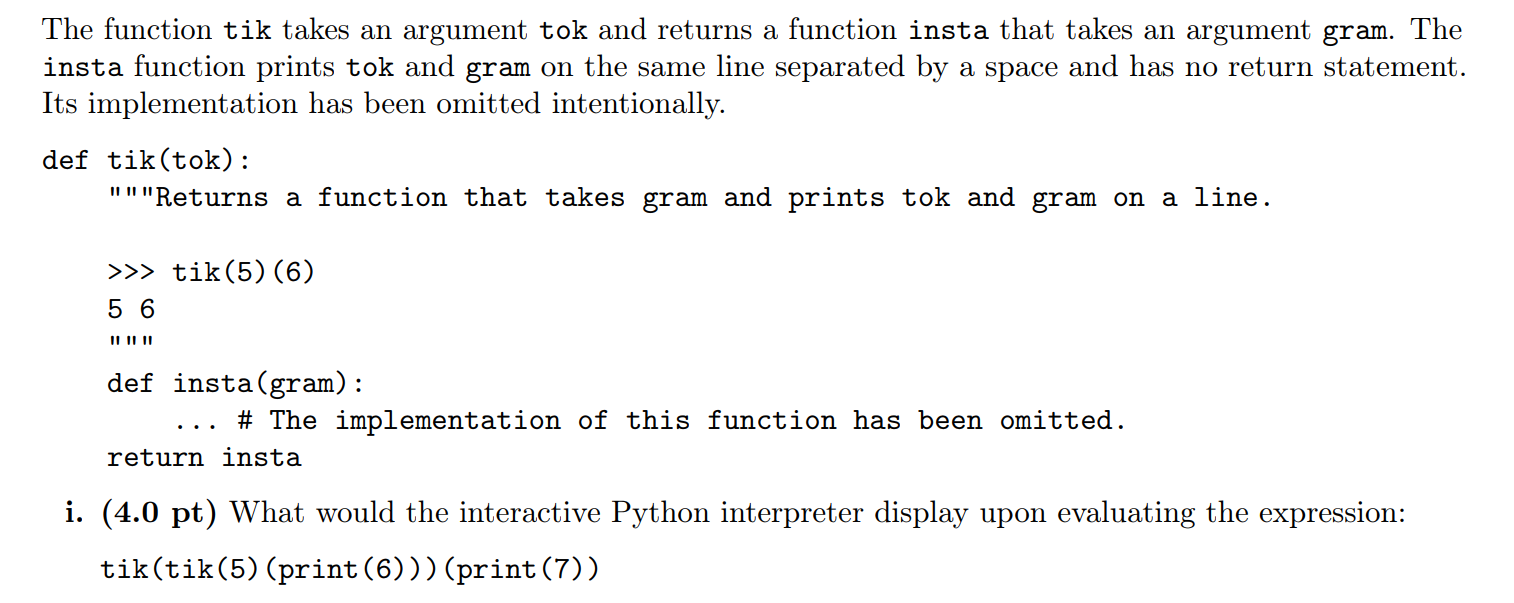 The function tik takes an argument tok and returns a function insta that takes an argument gram. The
insta function prints tok and gram on the same line separated by a space and has no return statement.
Its implementation has been omitted intentionally.
def tik(tok):
    """Returns a function that takes gram and prints tok and gram on a line.
    >>> tik(5)(6)
    5 6
    """
    def insta(gram):
        ... # The implementation of this function has been omitted.
    return insta
i. (4.0 pt) What would the interactive Python interpreter display upon evaluating the expression:
tik(tik(5)(print(6)))(print(7))